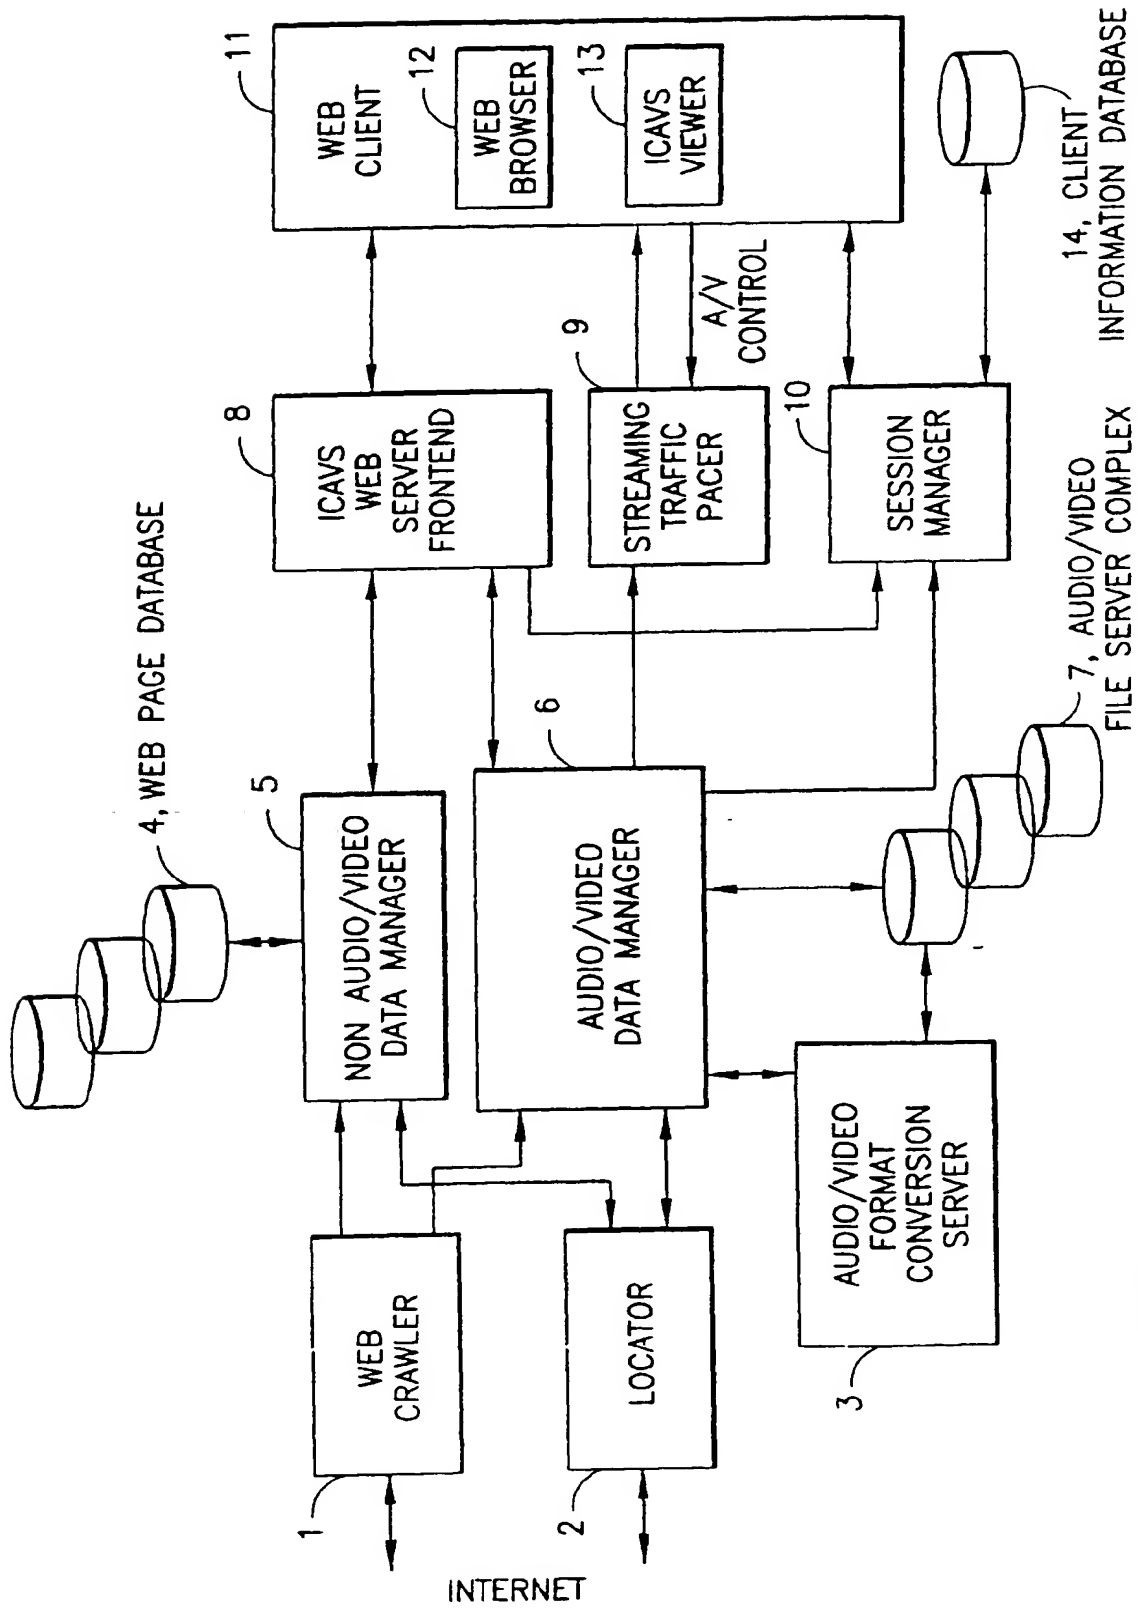 4, WEB PAGE DATABASE
INTERNET
1
WEB
CRAWLER
2
LOCATOR
3
AUDIO/VIDEO
FORMAT
CONVERSION
SERVER
5
NON AUDIO/VIDEO
DATA MANAGER
6
AUDIO/VIDEO
DATA MANAGER
7, AUDIO/VIDEO
FILE SERVER COMPLEX
8
ICAVS
WEB
SERVER
FRONTEND
9
STREAMING
TRAFFIC
PACER
A/V
CONTROL
10
SESSION
MANAGER
11
WEB
CLIENT
12
WEB
BROWSER
13
ICAVS
VIEWER
14, CLIENT
INFORMATION DATABASE